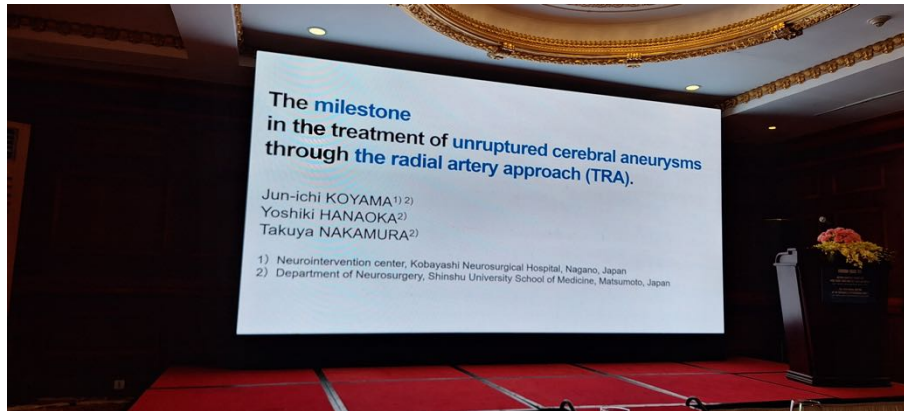 The milestone
in the treatment of unruptured cerebral aneurysms
through the radial artery approach (TRA).
Jun-ichi KOYAMA1) 2)
Yoshiki HANAOKA2)
Takuya NAKAMURA2)
1) Neurointervention center, Kobayashi Neurosurgical Hospital, Nagano, Japan
2) Department of Neurosurgery, Shinshu University School of Medicine, Matsumoto, Japan